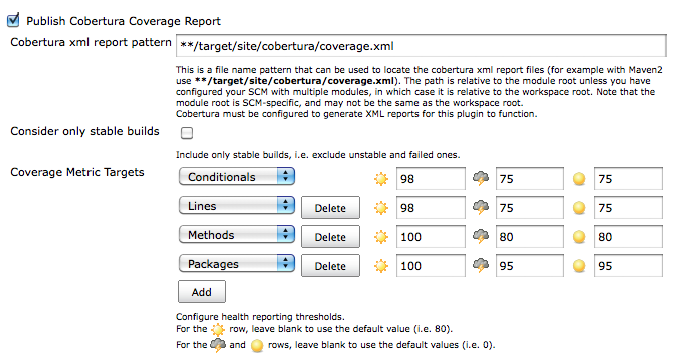 Publish Cobertura Coverage Report
Cobertura xml report pattern **/target/site/cobertura/coverage.xml
This is a file name pattern that can be used to locate the cobertura xml report files (for example with Maven2
use **/target/site/cobertura/coverage.xml). The path is relative to the module root unless you have
configured your SCM with multiple modules, in which case it is relative to the workspace root. Note that the
module root is SCM-specific, and may not be the same as the workspace root.
Cobertura must be configured to generate XML reports for this plugin to function.
Consider only stable builds
Include only stable builds, i.e. exclude unstable and failed ones.
Coverage Metric Targets Conditionals 98 75 75
Lines Delete 98 75 75
Methods Delete 100 80 80
Packages Delete 100 95 95
Add
Configure health reporting thresholds.
For the row, leave blank to use the default value (i.e. 80).
For the and rows, leave blank to use the default values (i.e. 0).